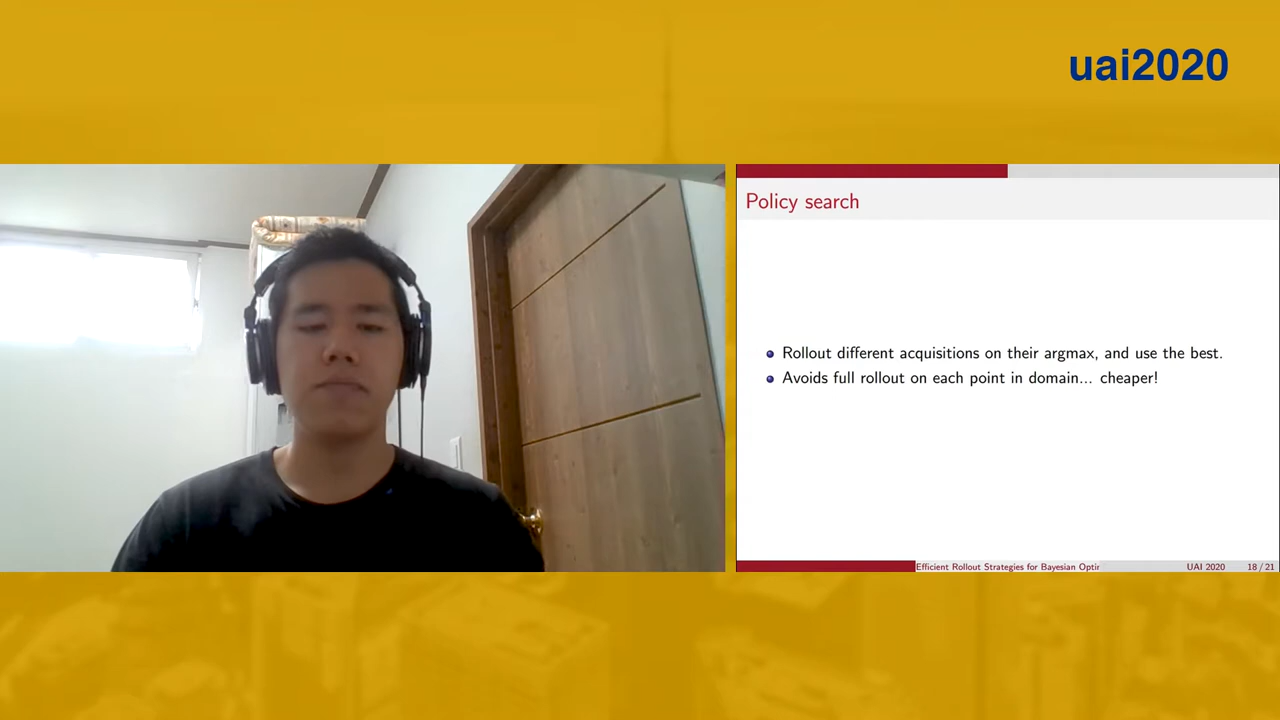 uai2020
Policy search
Rollout different acquisitions on their argmax, and use the best.
Avoids full rollout on each point in domain... cheaper!
Efficient Rollout Strategies for Bayesian Optir
UAI 2020
18 / 21